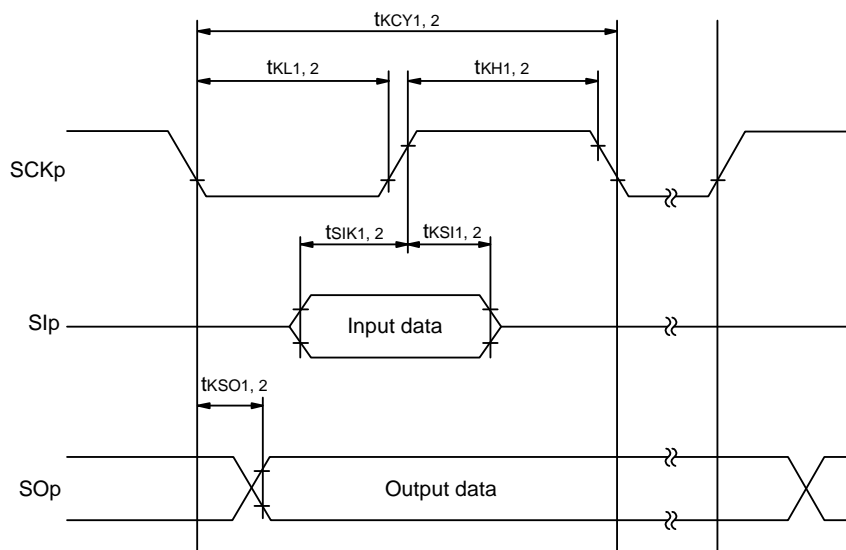 tKCY1, 2
tKL1, 2
tKH1, 2
SCKp
tSIK1, 2
tKSI1, 2
SIp
Input data
tKSO1, 2
SOp
Output data